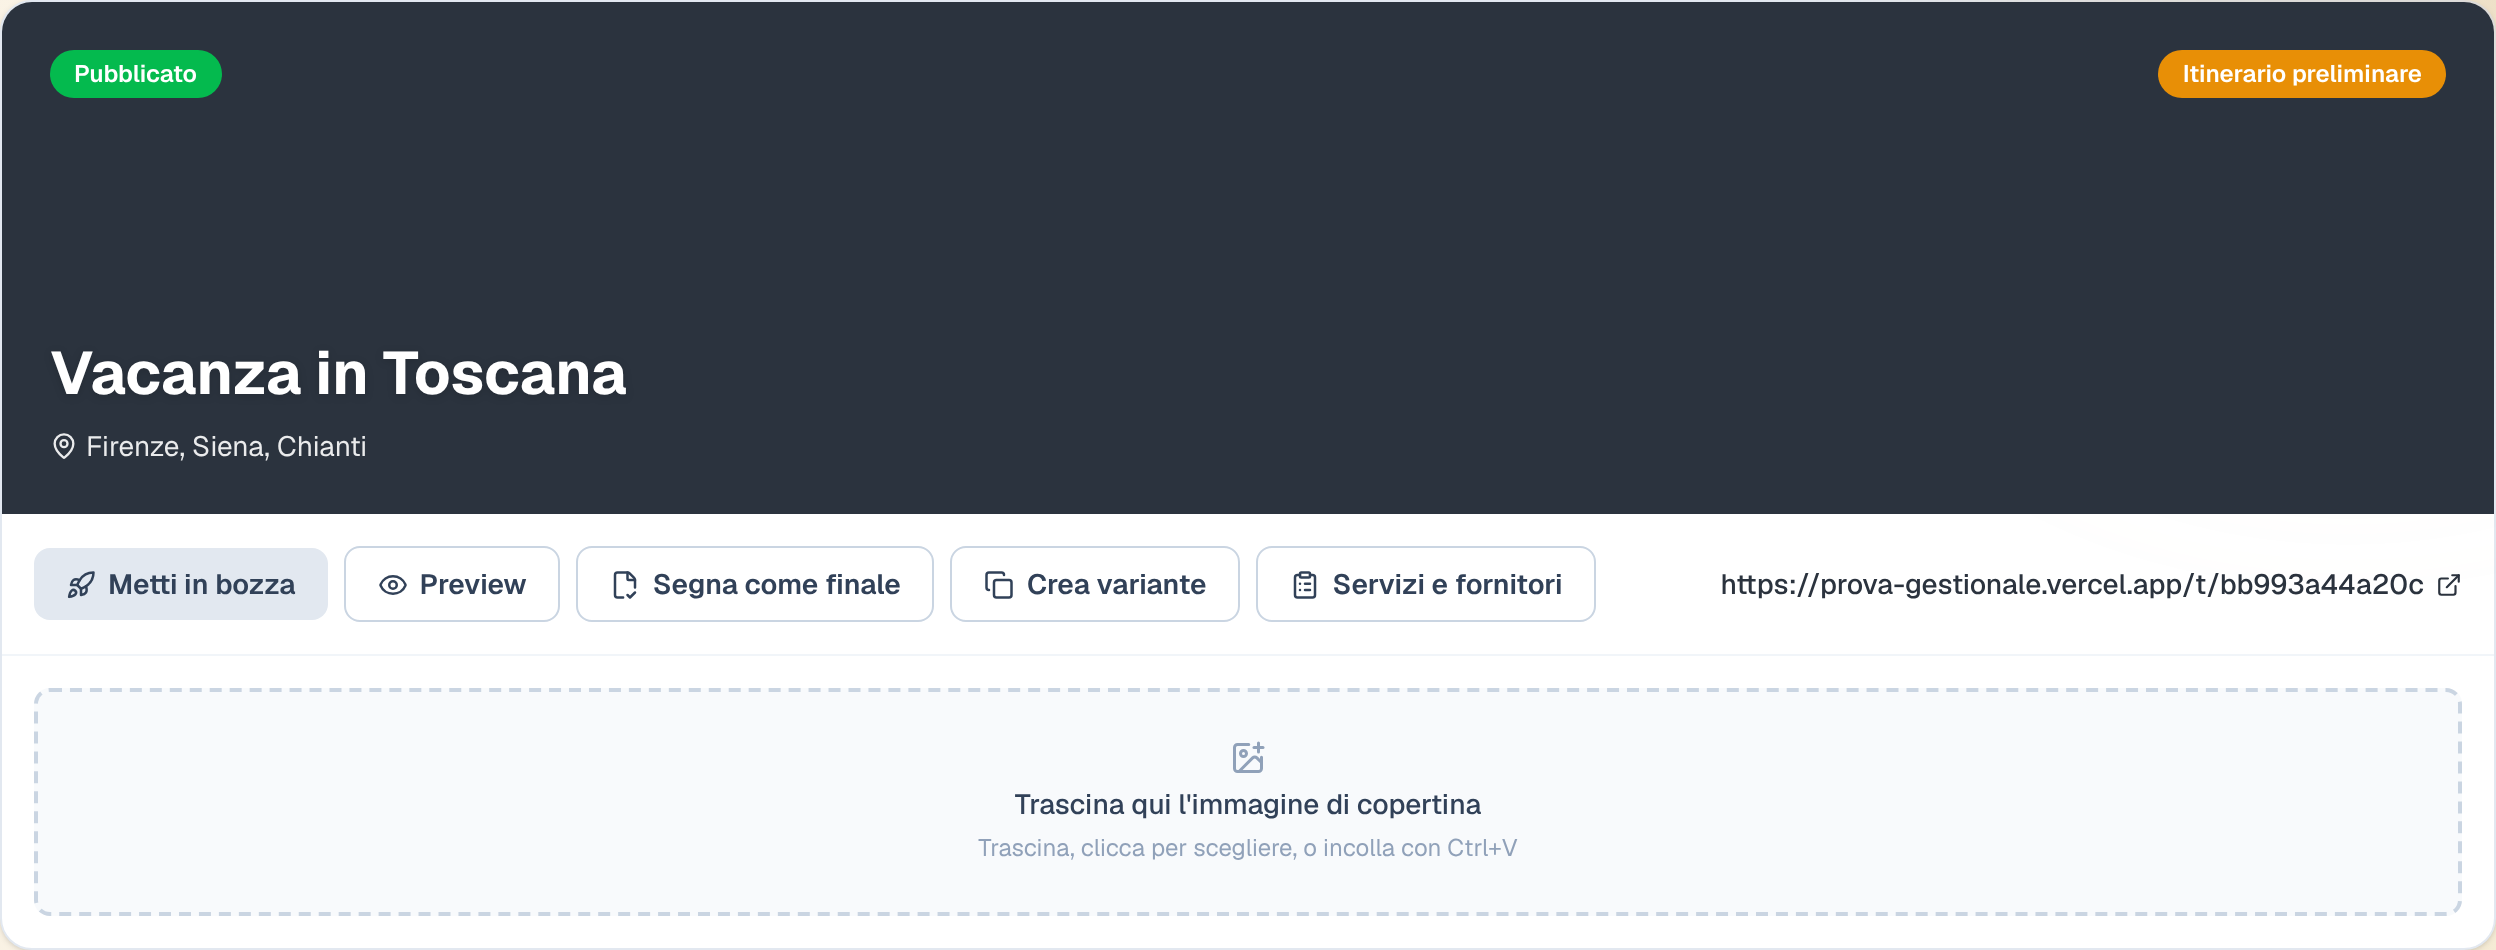 Pubblicato
Itinerario preliminare
Vacanza in Toscana
Firenze, Siena, Chianti
Metti in bozza
Preview
Segna come finale
Crea variante
Servizi e fornitori
https://prova-gestionale.vercel.app/t/bb993a44a20c
Trascina qui l'immagine di copertina
Trascina, clicca per scegliere, o incolla con Ctrl+V